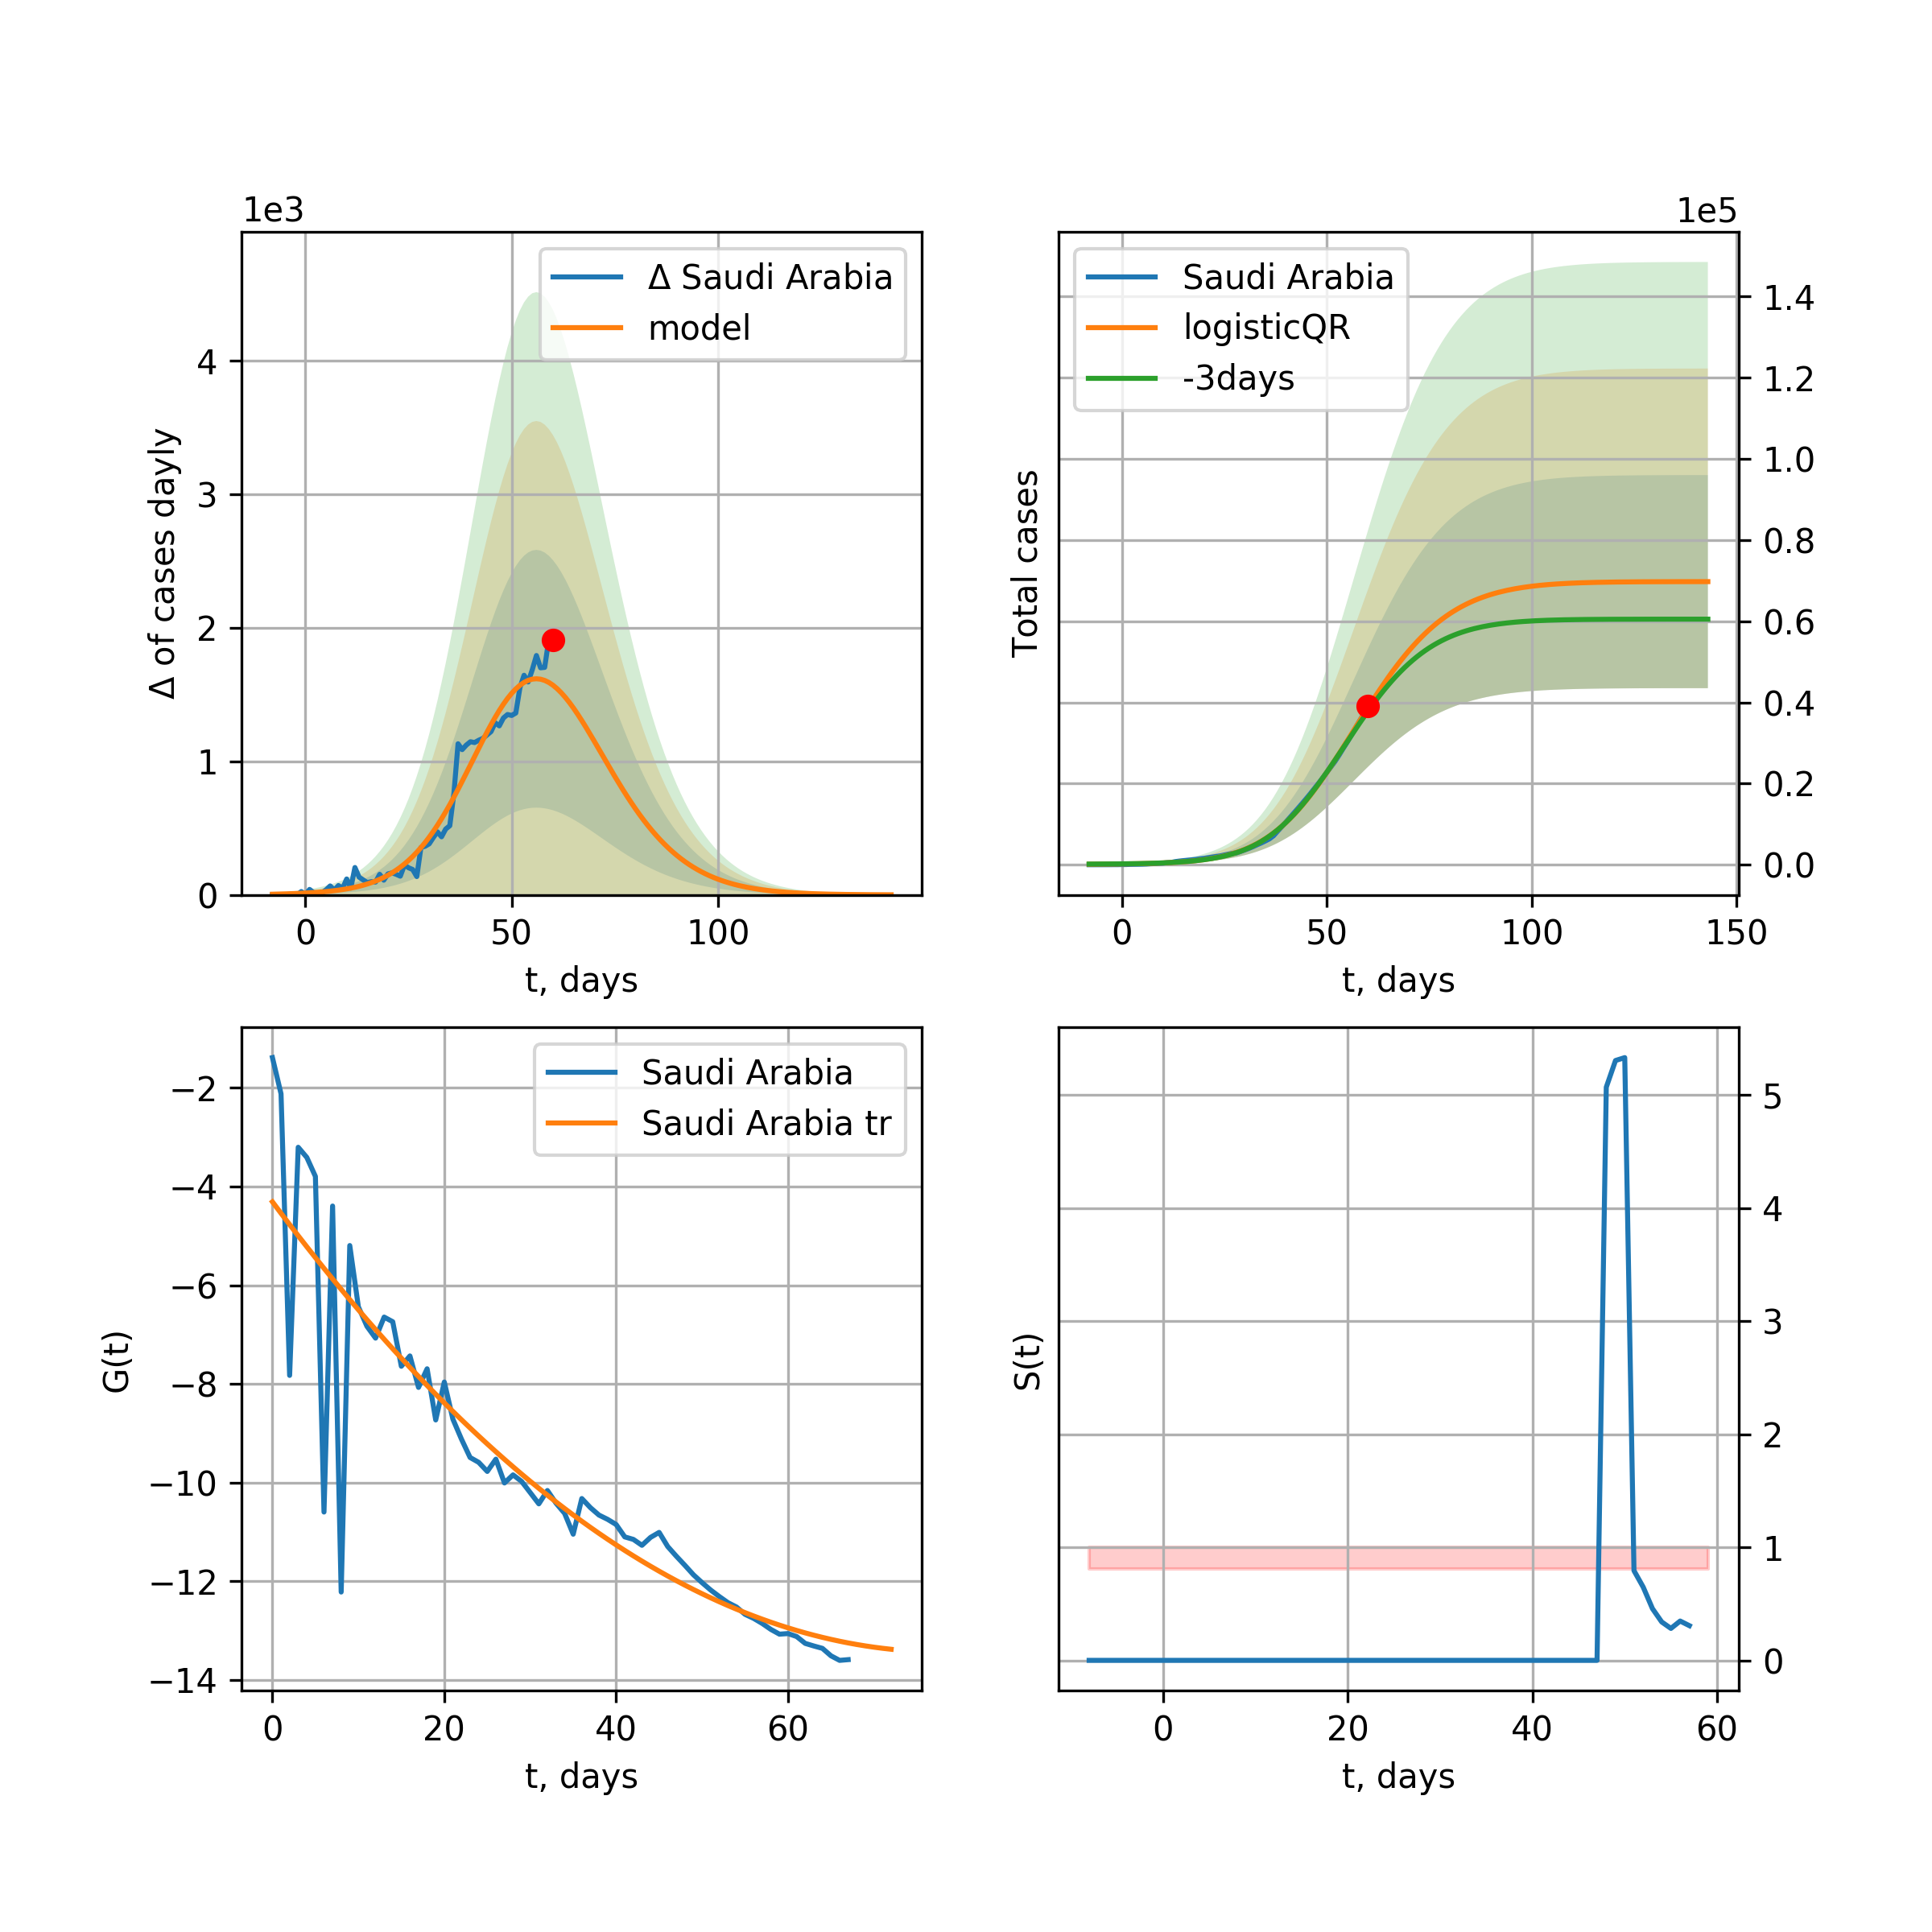 1e3
Δ of cases dayly
4
3
2
1
0
0 50 100
t, days
Δ Saudi Arabia
model
1e5
Total cases
Saudi Arabia
logisticQR
-3days
1.4
1.2
1.0
0.8
0.6
0.4
0.2
0.0
0 50 100 150
t, days
G(t)
−2
−4
−6
−8
−10
−12
−14
0 20 40 60
t, days
Saudi Arabia
Saudi Arabia tr
S(t)
5
4
3
2
1
0
0 20 40 60
t, days